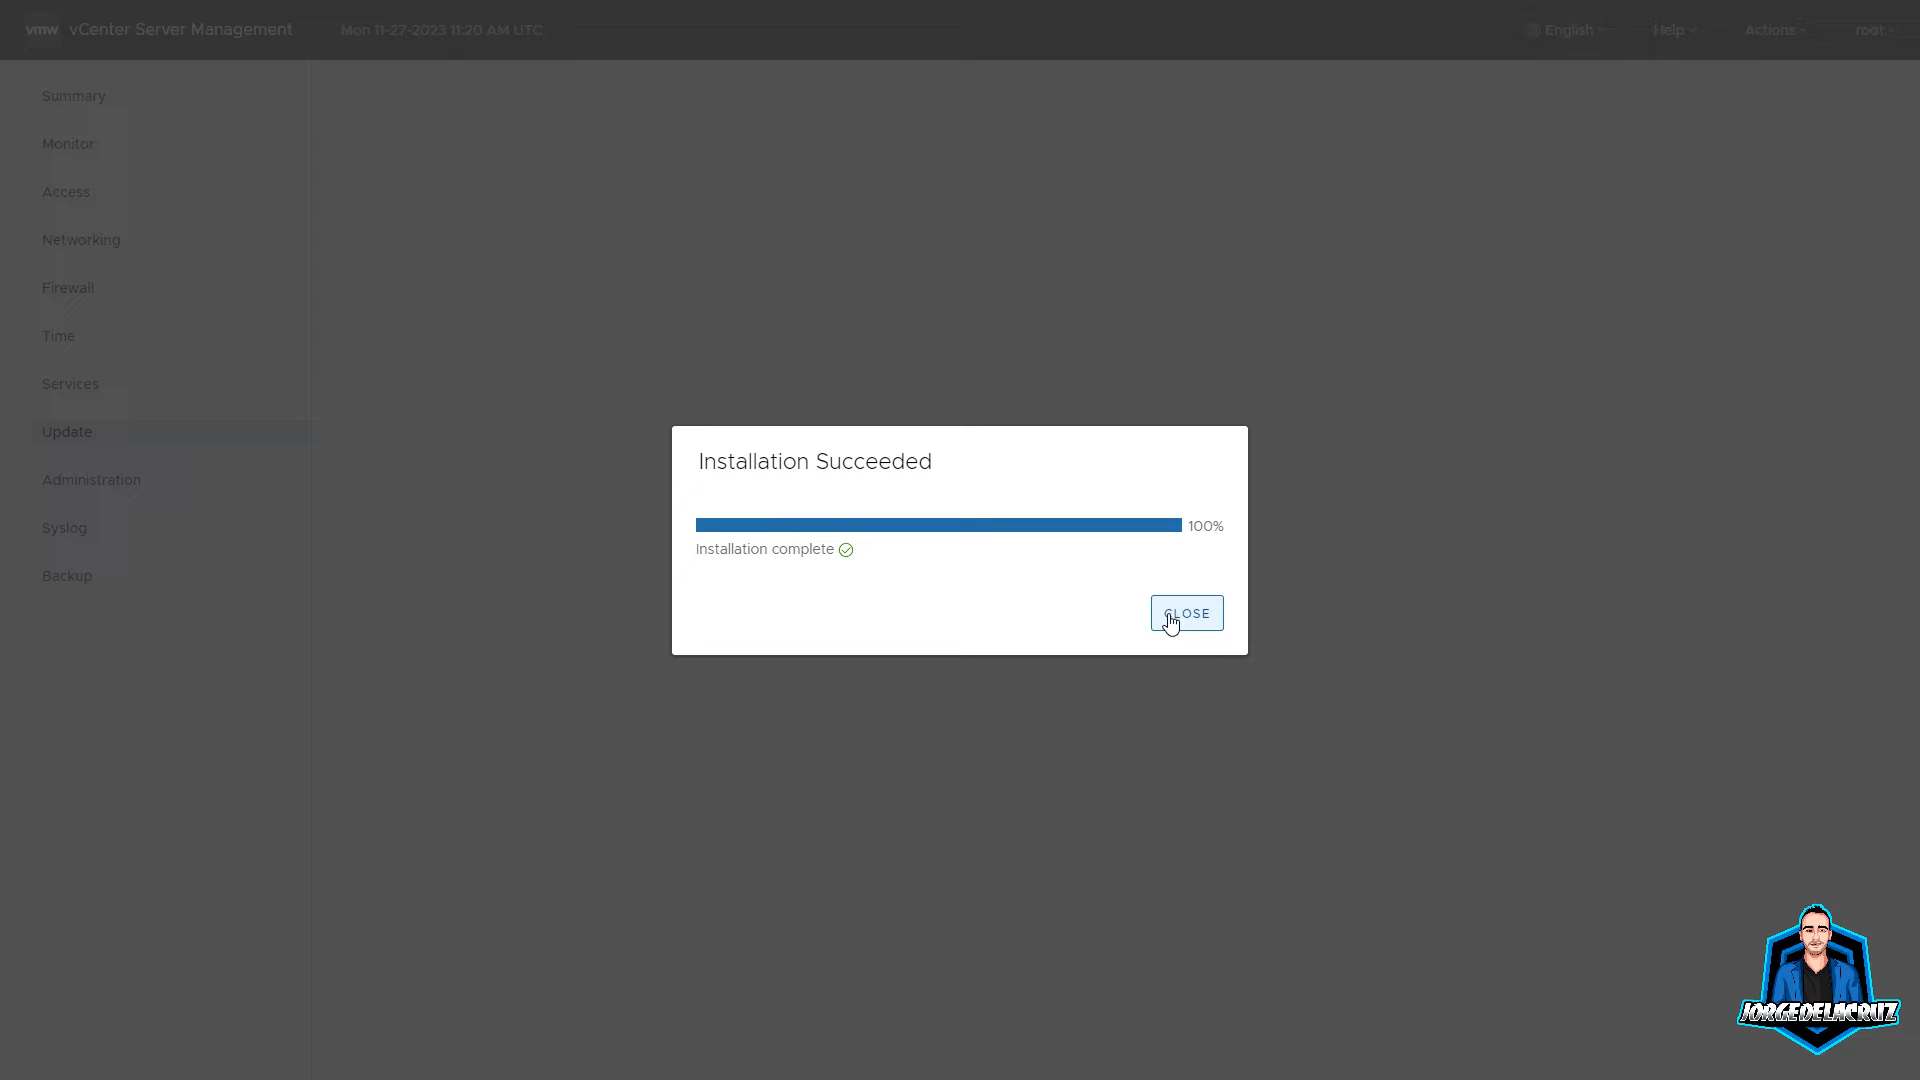 vmw vCenter Server Management Mon 11-27-2023 11:20 AM UTC English Help Actions root
Summary
Monitor
Access
Networking
Firewall
Time
Services
Update
Administration
Syslog
Backup
Installation Succeeded
100%
Installation complete
CLOSE
JORGEDELACRUZ